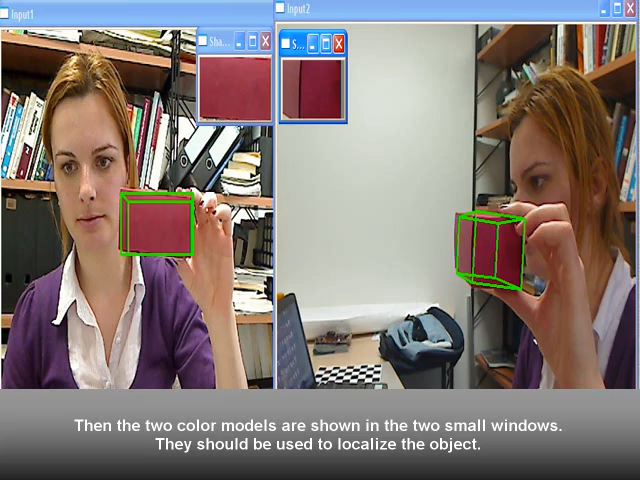 Input1
Input2
Sha...
S...
Then the two color models are shown in the two small windows.
They should be used to localize the object.